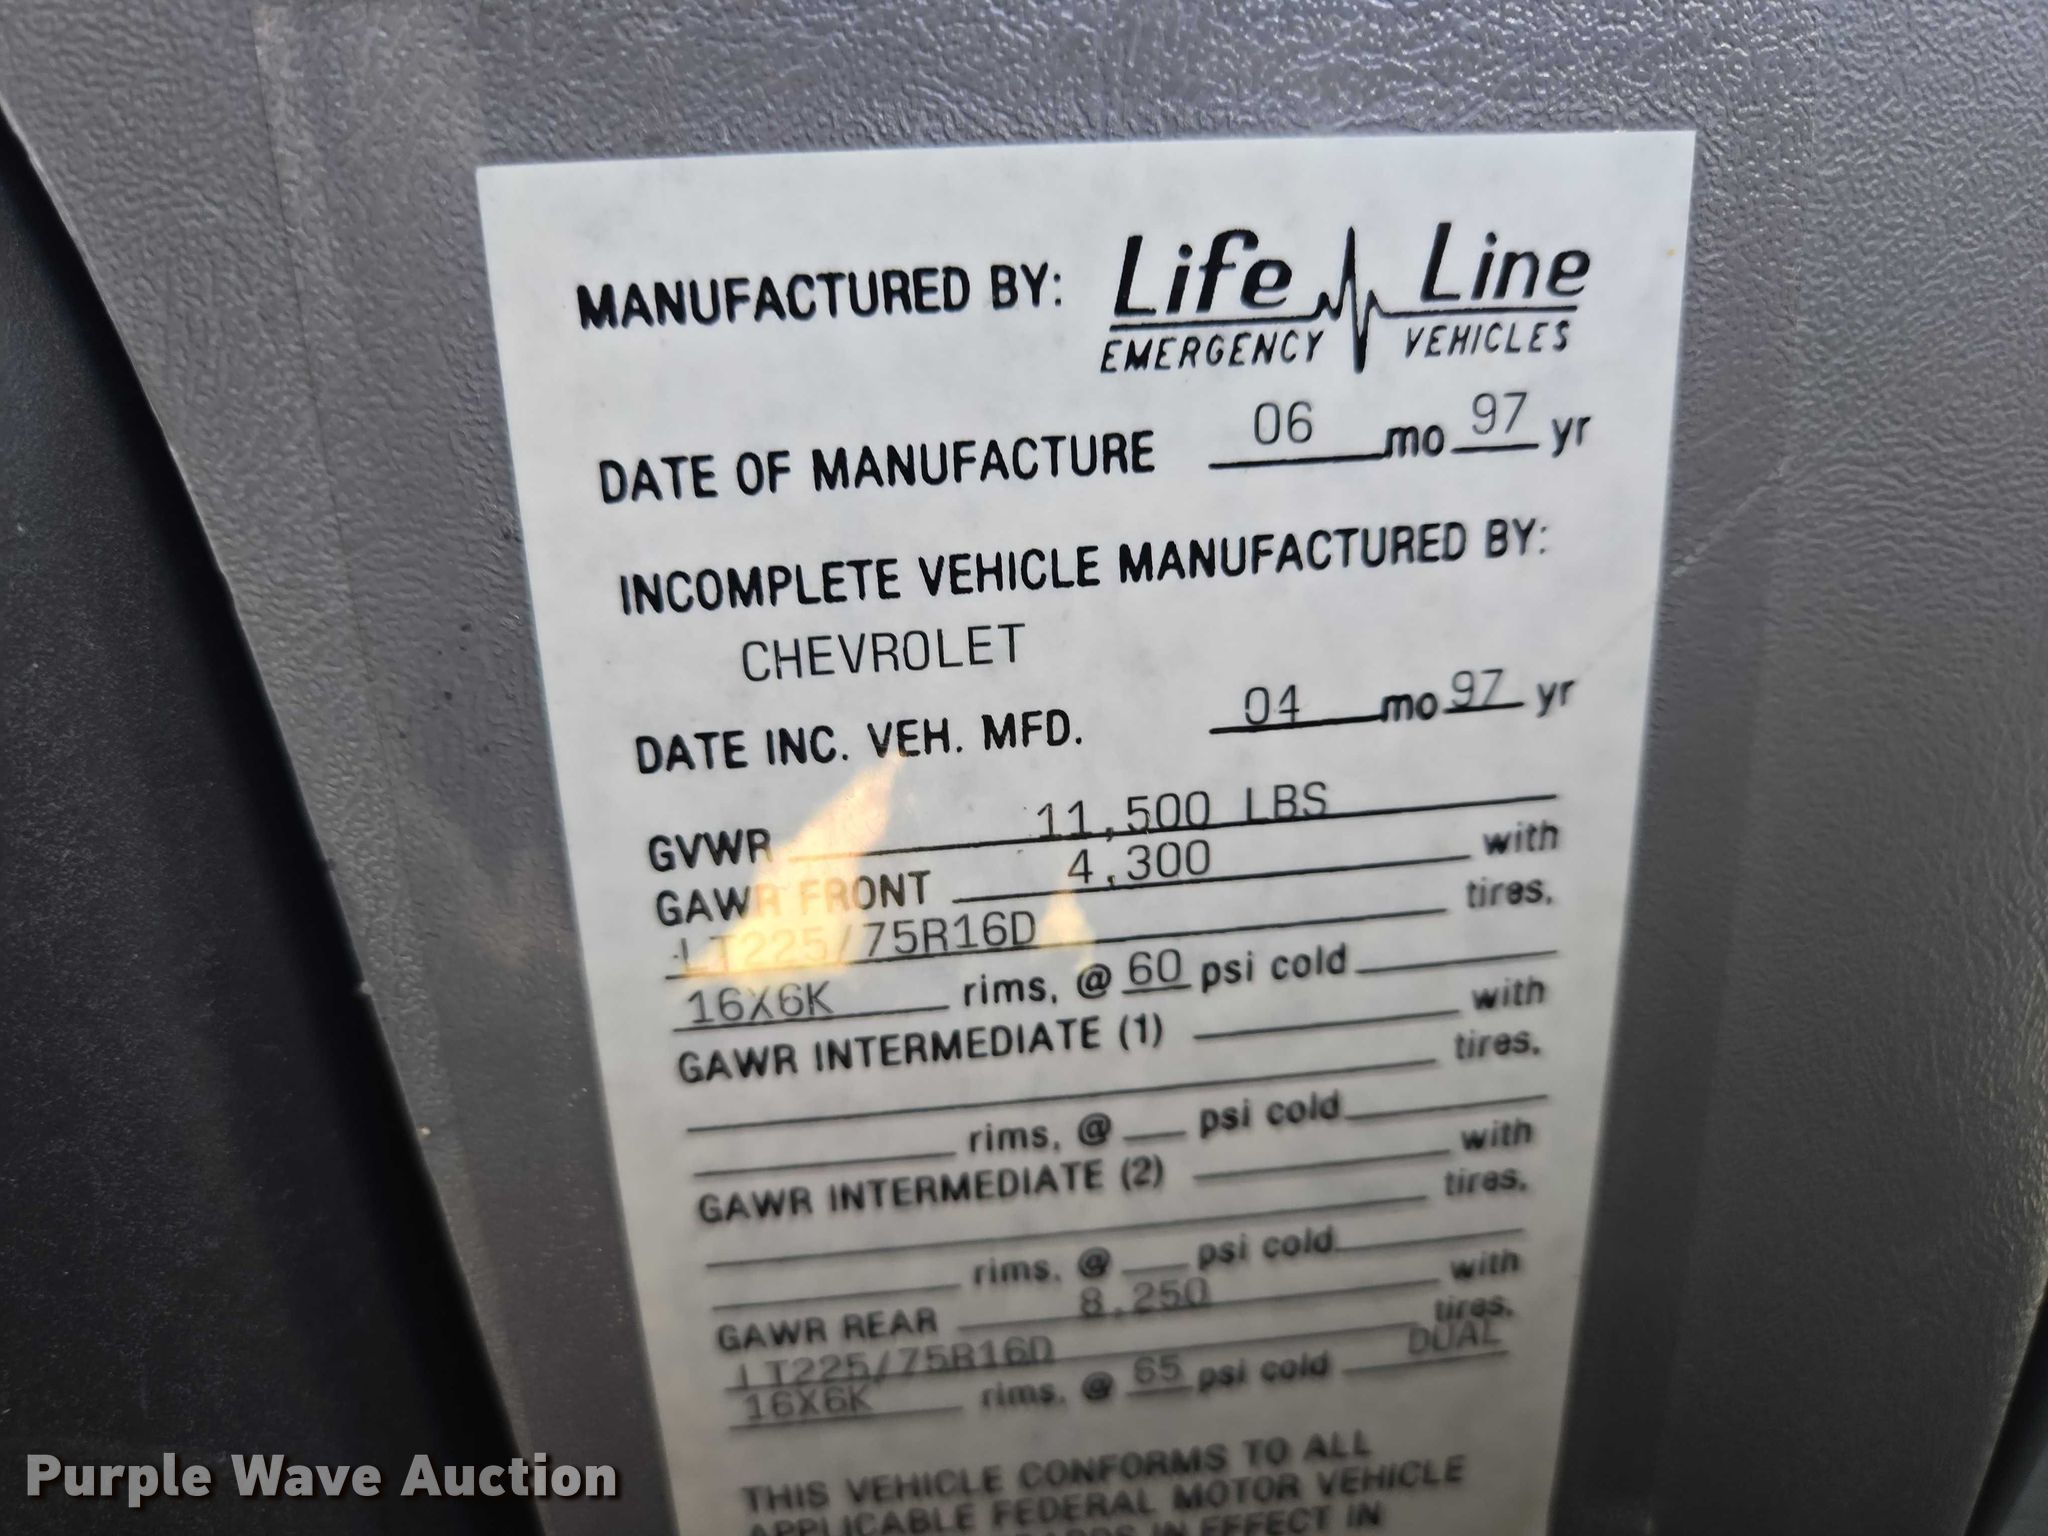 MANUFACTURED BY: Life Line
EMERGENCY VEHICLES
DATE OF MANUFACTURE 06 mo 97 yr
INCOMPLETE VEHICLE MANUFACTURED BY:
CHEVROLET
DATE INC. VEH. MFD. 04 mo 97 yr
GVWR 11,500 LBS
GAWR FRONT 4,300 with
LT225/75R16D tires,
16X6K rims, @ 60 psi cold
GAWR INTERMEDIATE (1) with
tires,
rims, @ psi cold
GAWR INTERMEDIATE (2) with
tires,
rims, @ psi cold
GAWR REAR 8,250 with
LT225/75R16D tires,
16X6K rims, @ 65 psi cold DUAL
THIS VEHICLE CONFORMS TO ALL
APPLICABLE FEDERAL MOTOR VEHICLE
IN EFFECT IN
Purple Wave Auction